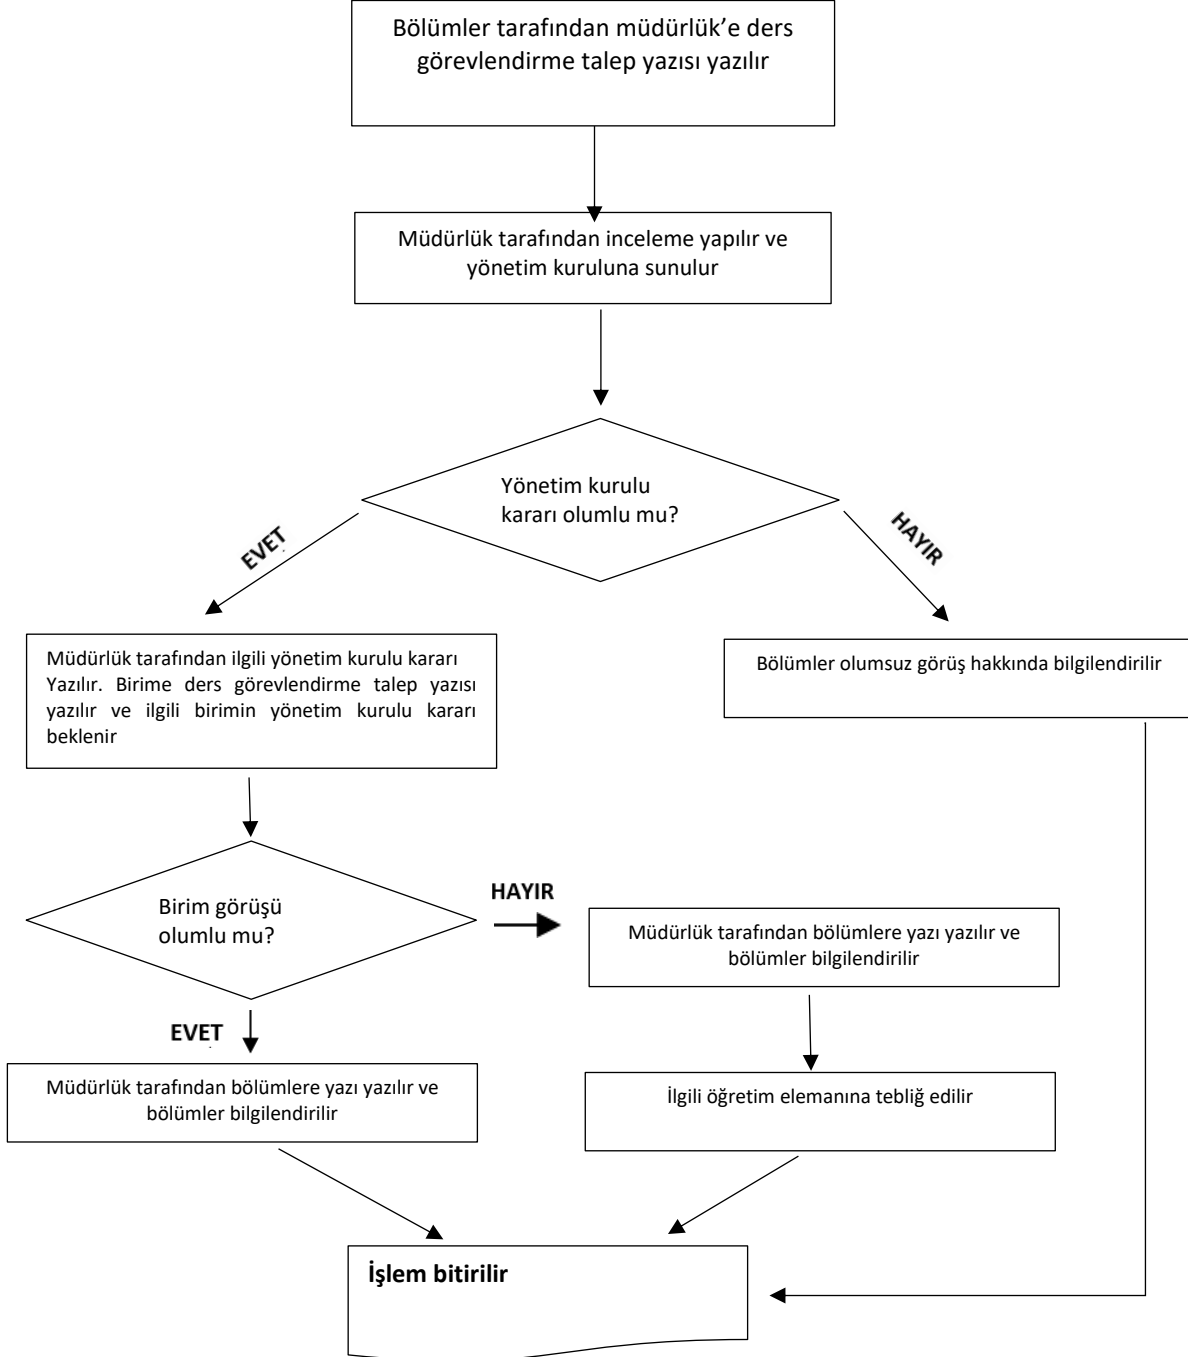 Bölümler tarafından müdürlük’e ders
görevlendirme talep yazısı yazılır
Müdürlük tarafından inceleme yapılır ve
yönetim kuruluna sunulur
Yönetim kurulu
kararı olumlu mu?
EVET
HAYIR
Müdürlük tarafından ilgili yönetim kurulu kararı
Yazılır. Birime ders görevlendirme talep yazısı
yazılır ve ilgili birimin yönetim kurulu kararı
beklenir
Bölümler olumsuz görüş hakkında bilgilendirilir
Birim görüşü
olumlu mu?
HAYIR
Müdürlük tarafından bölümlere yazı yazılır ve
bölümler bilgilendirilir
EVET
Müdürlük tarafından bölümlere yazı yazılır ve
bölümler bilgilendirilir
İlgili öğretim elemanına tebliğ edilir
İşlem bitirilir